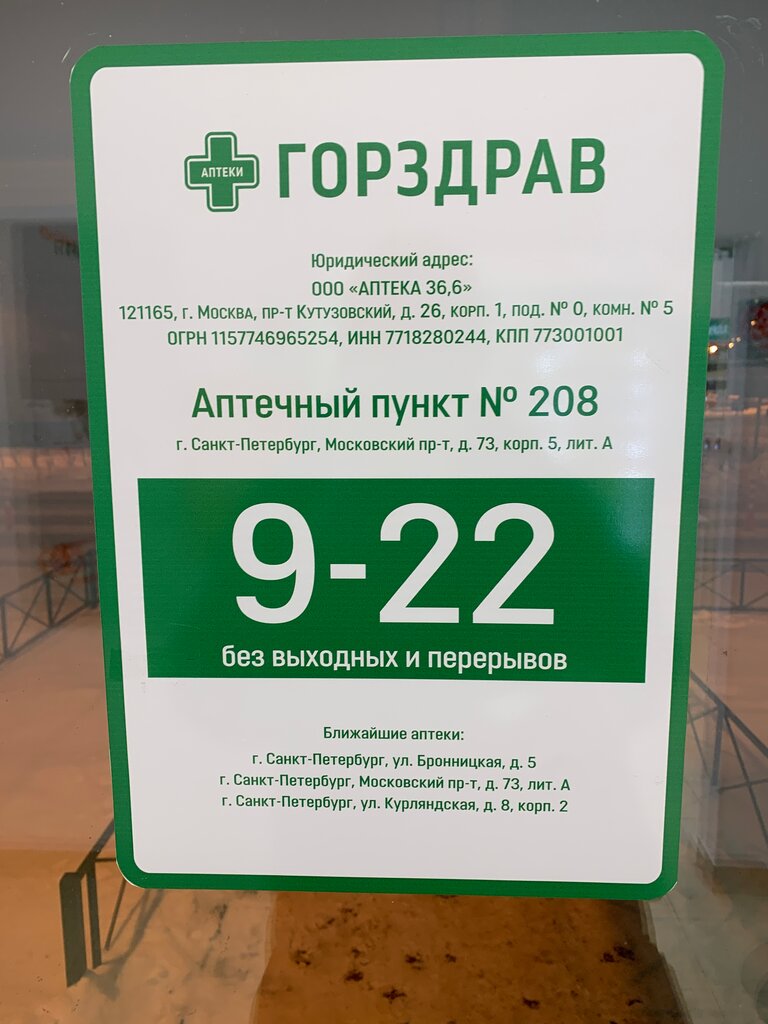 АПТЕКИ ГОРЗДРАВ
Юридический адрес:
ООО «АПТЕКА 36,6»
121165, г. Москва, пр-т Кутузовский, д. 26, корп. 1, под. № 0, комн. № 5
ОГРН 1157746965254, ИНН 7718280244, КПП 773001001
Аптечный пункт № 208
г. Санкт-Петербург, Московский пр-т, д. 73, корп. 5, лит. А
9-22
без выходных и перерывов
Ближайшие аптеки:
г. Санкт-Петербург, ул. Бронницкая, д. 5
г. Санкт-Петербург, Московский пр-т, д. 73, лит. А
г. Санкт-Петербург, ул. Курляндская, д. 8, корп. 2